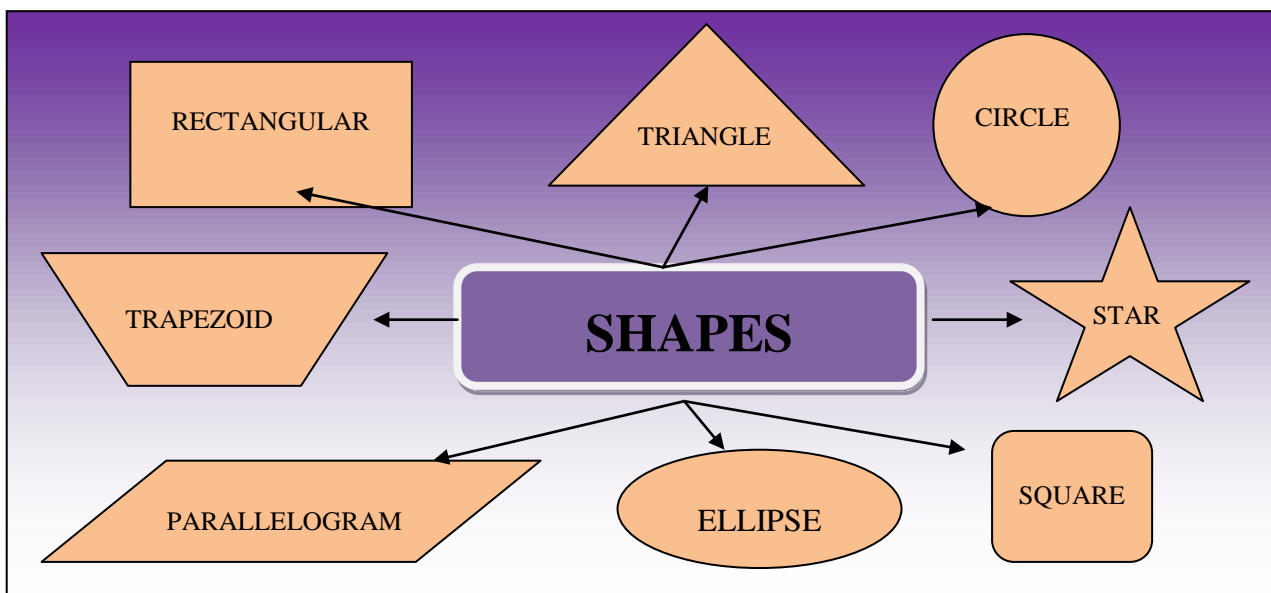 RECTANGULAR
TRIANGLE
CIRCLE
TRAPEZOID
SHAPES
STAR
PARALLELOGRAM
ELLIPSE
SQUARE